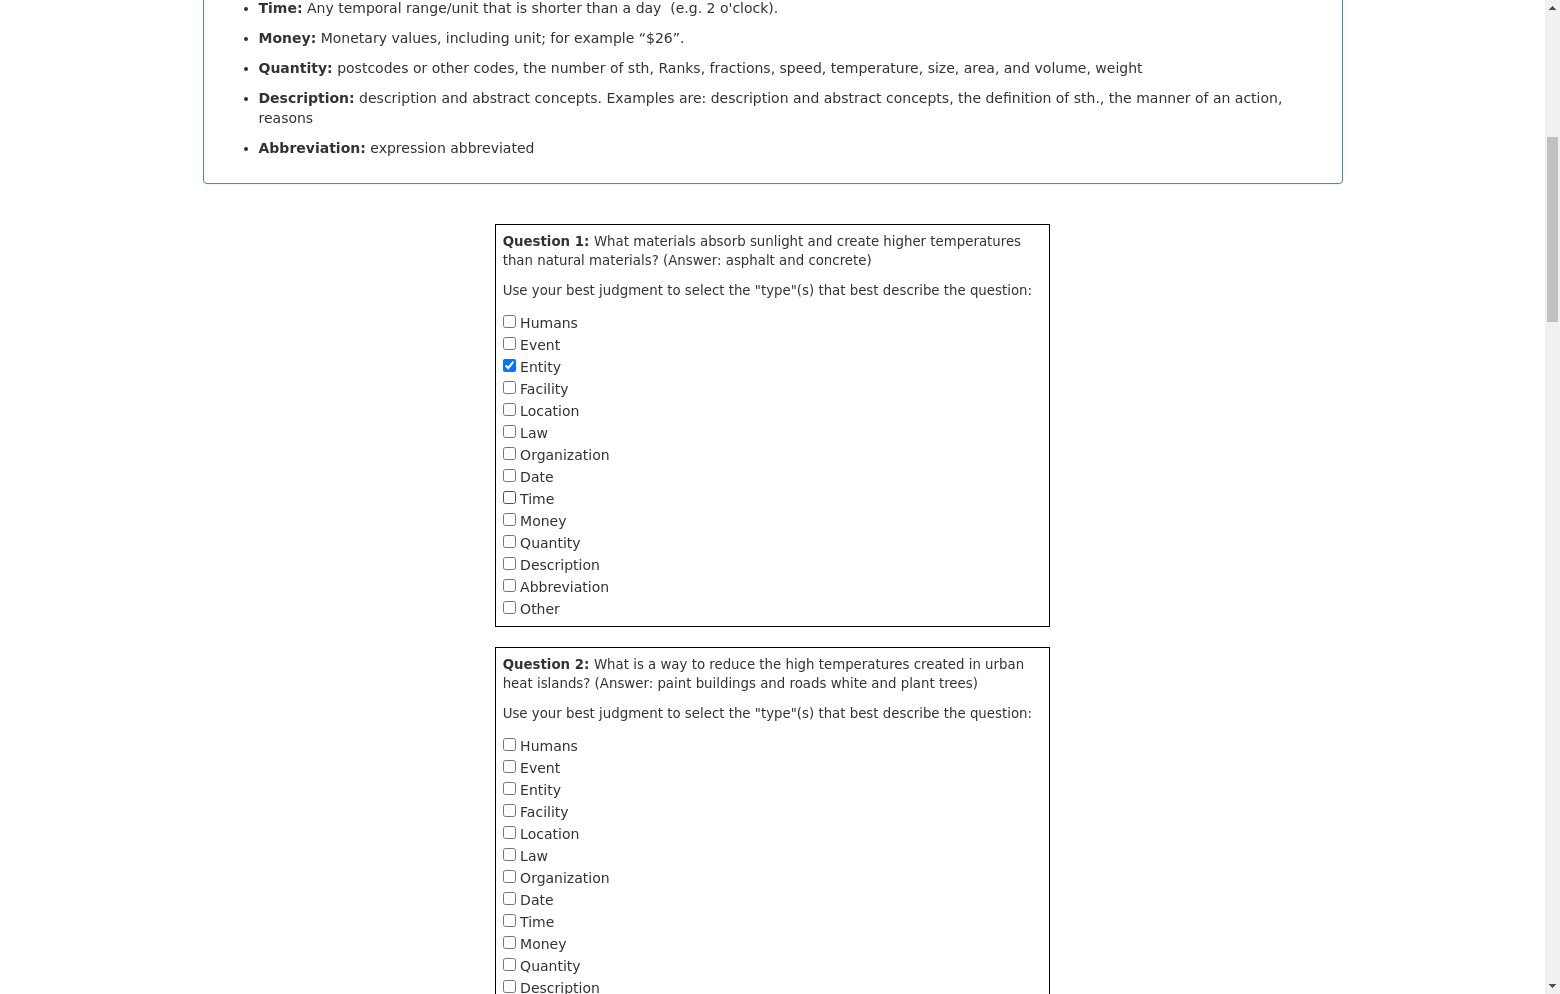 Time: Any temporal range/unit that is shorter than a day (e.g. 2 o'clock).
Money: Monetary values, including unit; for example “$26”.
Quantity: postcodes or other codes, the number of sth, Ranks, fractions, speed, temperature, size, area, and volume, weight
Description: description and abstract concepts. Examples are: description and abstract concepts, the definition of sth., the manner of an action,
reasons
Abbreviation: expression abbreviated
Question 1: What materials absorb sunlight and create higher temperatures
than natural materials? (Answer: asphalt and concrete)
Use your best judgment to select the "type"(s) that best describe the question:
Humans
Event
Entity
Facility
Location
Law
Organization
Date
Time
Money
Quantity
Description
Abbreviation
Other
Question 2: What is a way to reduce the high temperatures created in urban
heat islands? (Answer: paint buildings and roads white and plant trees)
Use your best judgment to select the "type"(s) that best describe the question:
Humans
Event
Entity
Facility
Location
Law
Organization
Date
Time
Money
Quantity
Description